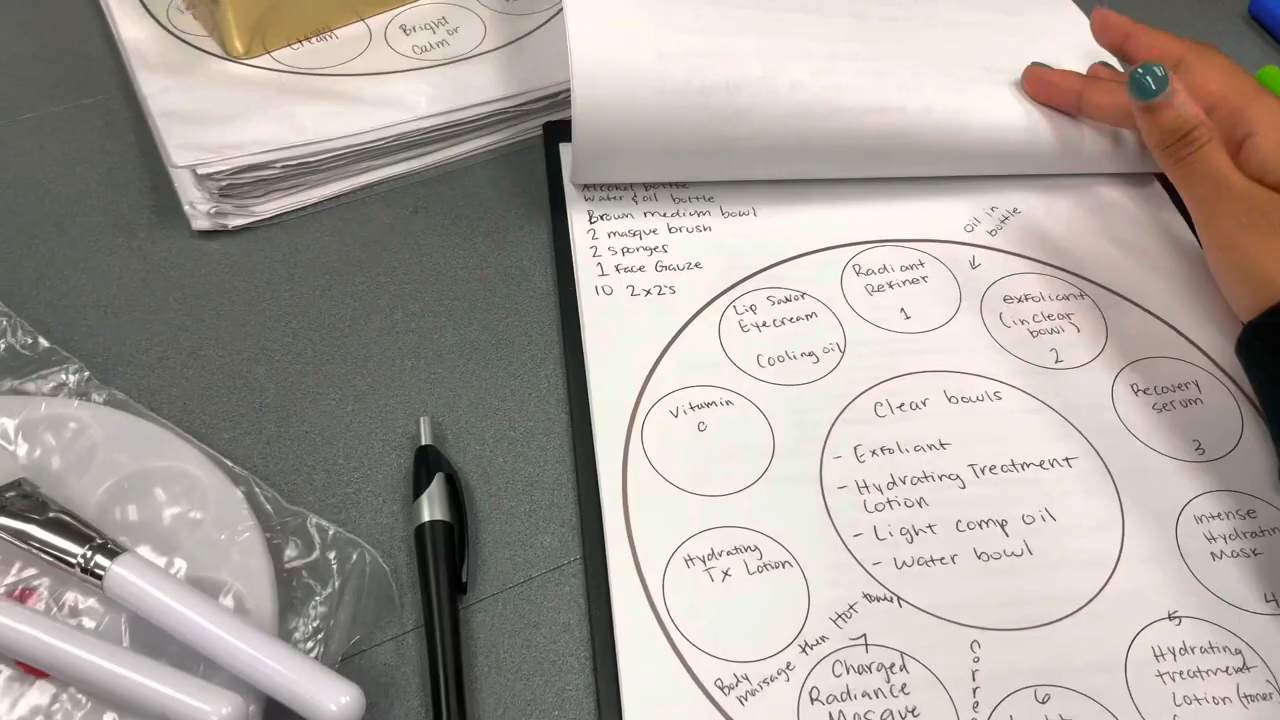 cream
Bright
or
Calm
Alcohol bottle
Water & oil bottle
Brown medium bowl
2 masque brush
2 sponges
1 Face Gauze
10 2x2's
oil in
bottle
Radiant
Refiner
1
exfoliant
(in clear
bowl)
2
Recovery
serum
3
intense
Hydrating
Mask
4
5
Hydrating
treatment
Lotion (toner)
6
7
Charged
Radiance
Masque
Body massage then Hot towel
Hydrating
Tx Lotion
Vitamin
C
Lip Savor
Eyecream
Cooling oil
Clear bowls
- Exfoliant
- Hydrating Treatment
Lotion
- Light comp oil
- Water bowl